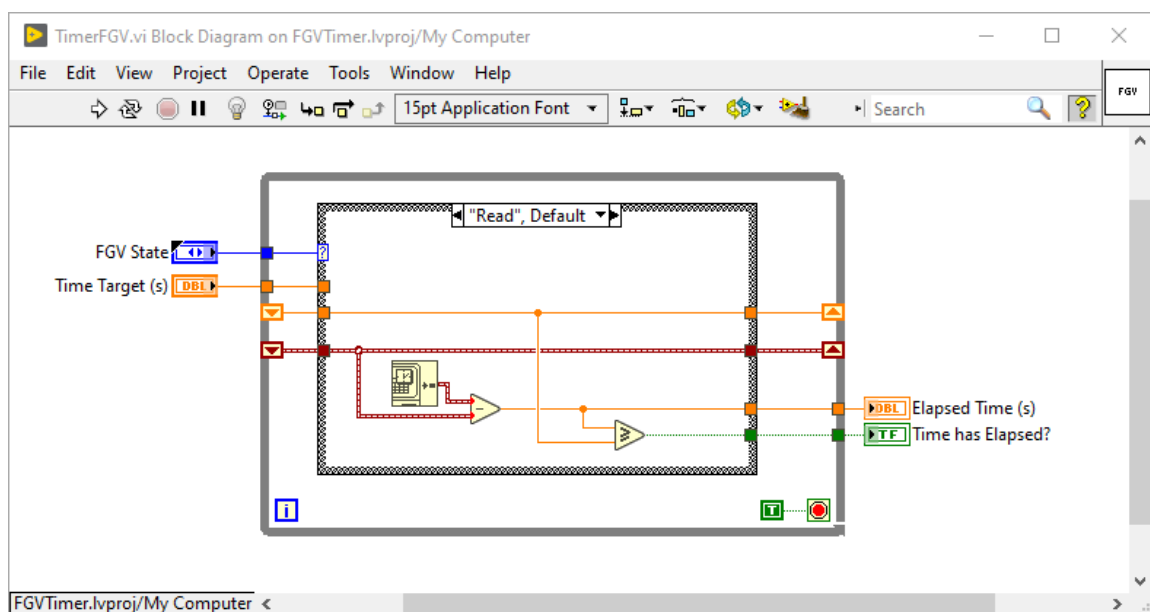 TimerFGV.vi Block Diagram on FGVTimer.lvproj/My Computer
File Edit View Project Operate Tools Window Help
FGV
15pt Application Font
Search
?
"Read", Default
FGV State
?
Time Target (s) DBL
DBL Elapsed Time (s)
TF Time has Elapsed?
i
T
FGVTimer.lvproj/My Computer